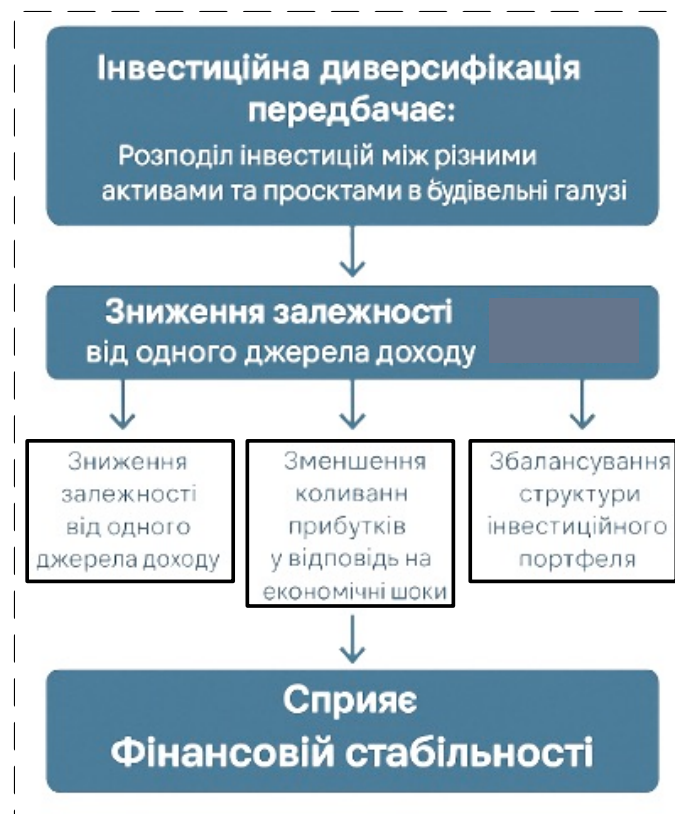 Інвестиційна диверсифікація
передбачає:
Розподіл інвестицій між різними
активами та просктами в будівельні галузі
Зниження залежності
від одного джерела доходу
Зниження
залежності
від одного
джерела доходу
Зменшення
коливанн
прибутків
у відповідь на
економічні шоки
Збалансування
структури
інвестиційного
портфеля
Сприяє
Фінансовій стабільності